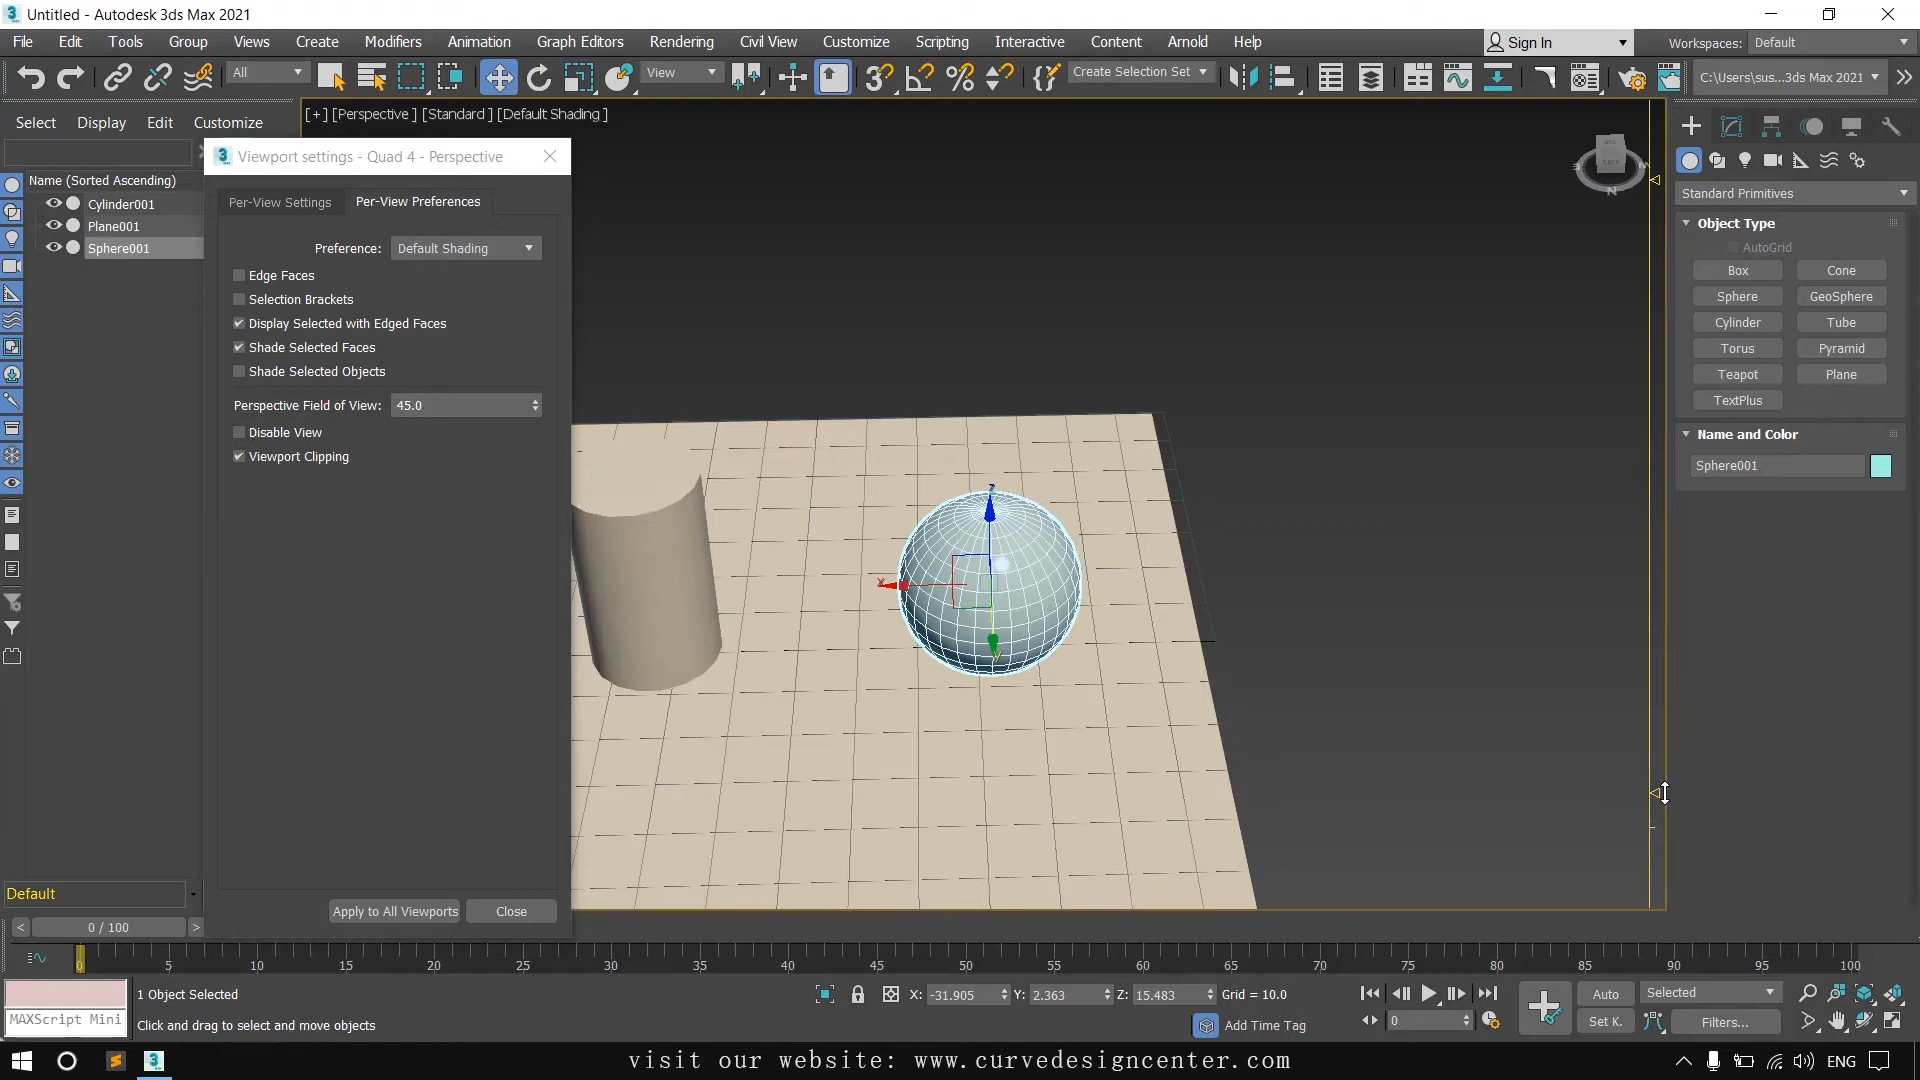 Untitled - Autodesk 3ds Max 2021
File Edit Tools Group Views Create Modifiers Animation Graph Editors Rendering Civil View Customize Scripting Interactive Content Arnold Help Sign In Workspaces: Default
All View Create Selection Set C:\Users\sus...3ds Max 2021
Select Display Edit Customize
[+] [Perspective ] [Standard ] [Default Shading ]
Name (Sorted Ascending)
Cylinder001
Plane001
Sphere001
Viewport settings - Quad 4 - Perspective
Per-View Settings Per-View Preferences
Preference: Default Shading
Edge Faces
Selection Brackets
Display Selected with Edged Faces
Shade Selected Faces
Shade Selected Objects
Perspective Field of View: 45.0
Disable View
Viewport Clipping
Apply to All Viewports Close
z
x
y
N
BACK
Standard Primitives
Object Type
AutoGrid
Box Cone
Sphere GeoSphere
Cylinder Tube
Torus Pyramid
Teapot Plane
TextPlus
Name and Color
Sphere001
Default
< 0 / 100 >
0 5 10 15 20 25 30 35 40 45 50 55 60 65 70 75 80 85 90 95 100
1 Object Selected X: -31.905 Y: 2.363 Z: 15.483 Grid = 10.0 Auto Selected
MAXScript Mini Click and drag to select and move objects Add Time Tag 0 Set K. Filters...
visit our website: www.curvedesigncenter.com
ENG